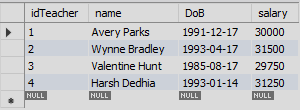 idTeacher name DoB salary
1 Avery Parks 1991-12-17 30000
2 Wynne Bradley 1993-04-17 31500
3 Valentine Hunt 1985-08-17 29750
4 Harsh Dedhia 1993-01-14 31250
NULL NULL NULL NULL